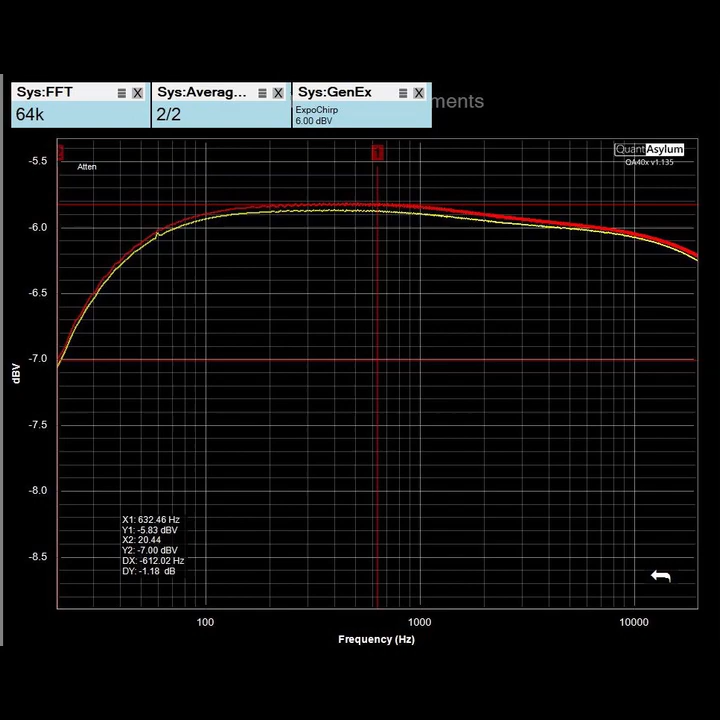 Sys:FFT
64k
Sys:Averag...
2/2
Sys:GenEx
ExpoChirp
6.00 dBV
ments
QuantAsylum
QA40x v1.135
Atten
1
-5.5
-6.0
-6.5
-7.0
-7.5
-8.0
-8.5
dBV
X1: 632.46 Hz
Y1: -5.83 dBV
X2: 20.44
Y2: -7.00 dBV
DX: -612.02 Hz
DY: -1.18 dB
100
1000
10000
Frequency (Hz)